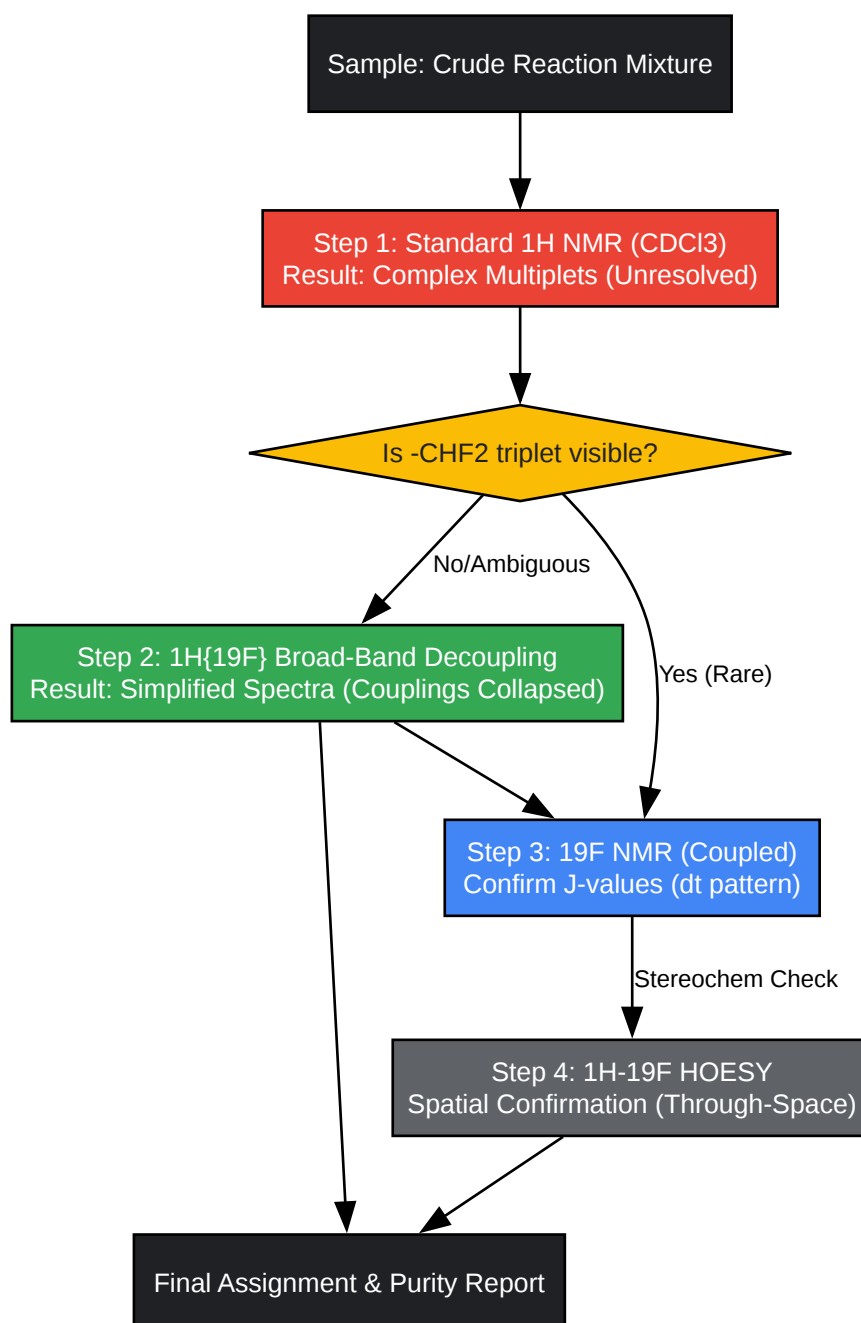 Sample: Crude Reaction Mixture
Step 1: Standard 1H NMR (CDCl3)
Result: Complex Multiplets (Unresolved)
Is -CHF2 triplet visible?
No/Ambiguous
Step 2: 1H{19F} Broad-Band Decoupling
Result: Simplified Spectra (Couplings Collapsed)
Yes (Rare)
Step 3: 19F NMR (Coupled)
Confirm J-values (dt pattern)
Stereochem Check
Step 4: 1H-19F HOESY
Spatial Confirmation (Through-Space)
Final Assignment & Purity Report